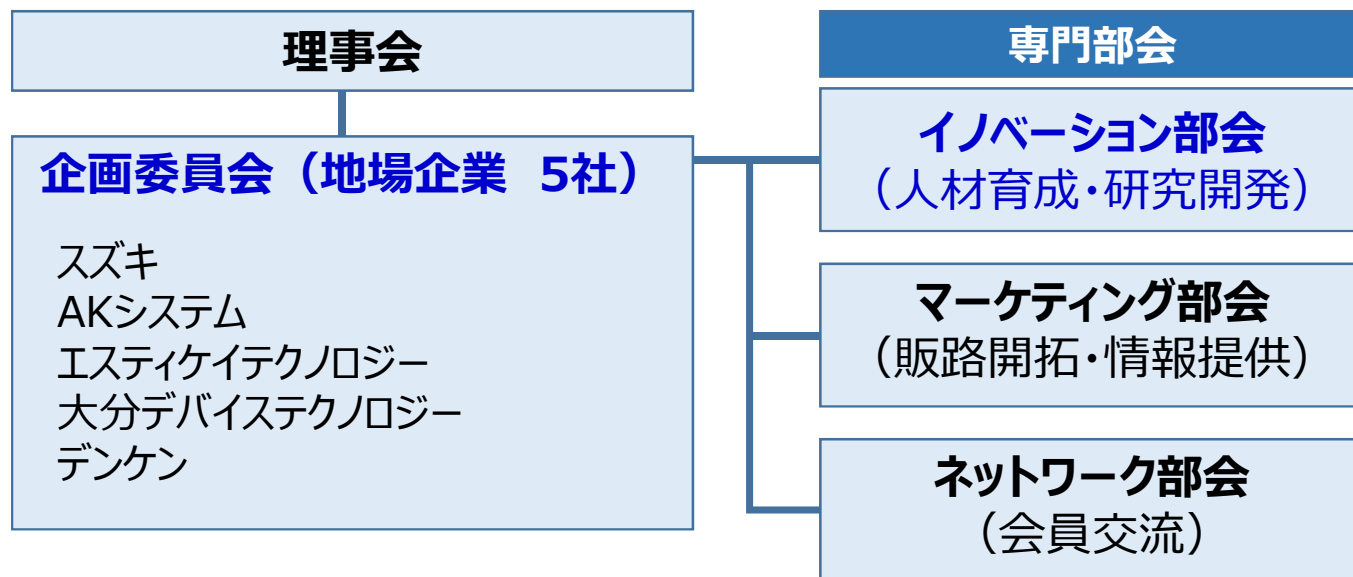 理事会
企画委員会（地場企業 5社）
スズキ
AKシステム
エスティケイテクノロジー
大分デバイステクノロジー
デンケン
専門部会
イノベーション部会
（人材育成・研究開発）
マーケティング部会
（販路開拓・情報提供）
ネットワーク部会
（会員交流）